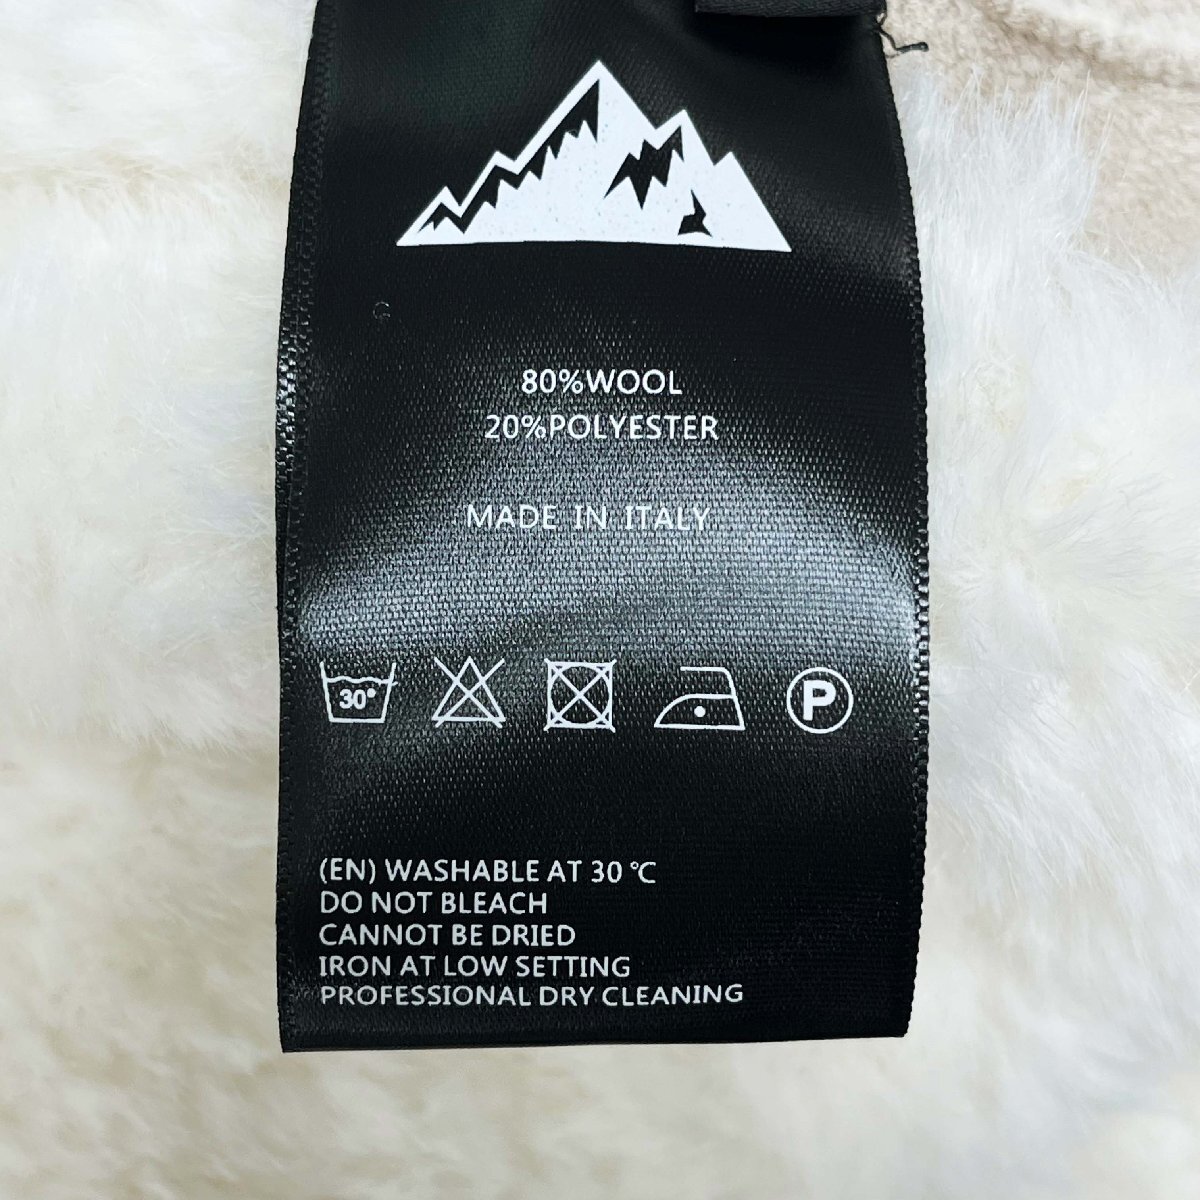 80%WOOL
20%POLYESTER
MADE IN ITALY
30°
P
(EN) WASHABLE AT 30 °C
DO NOT BLEACH
CANNOT BE DRIED
IRON AT LOW SETTING
PROFESSIONAL DRY CLEANING